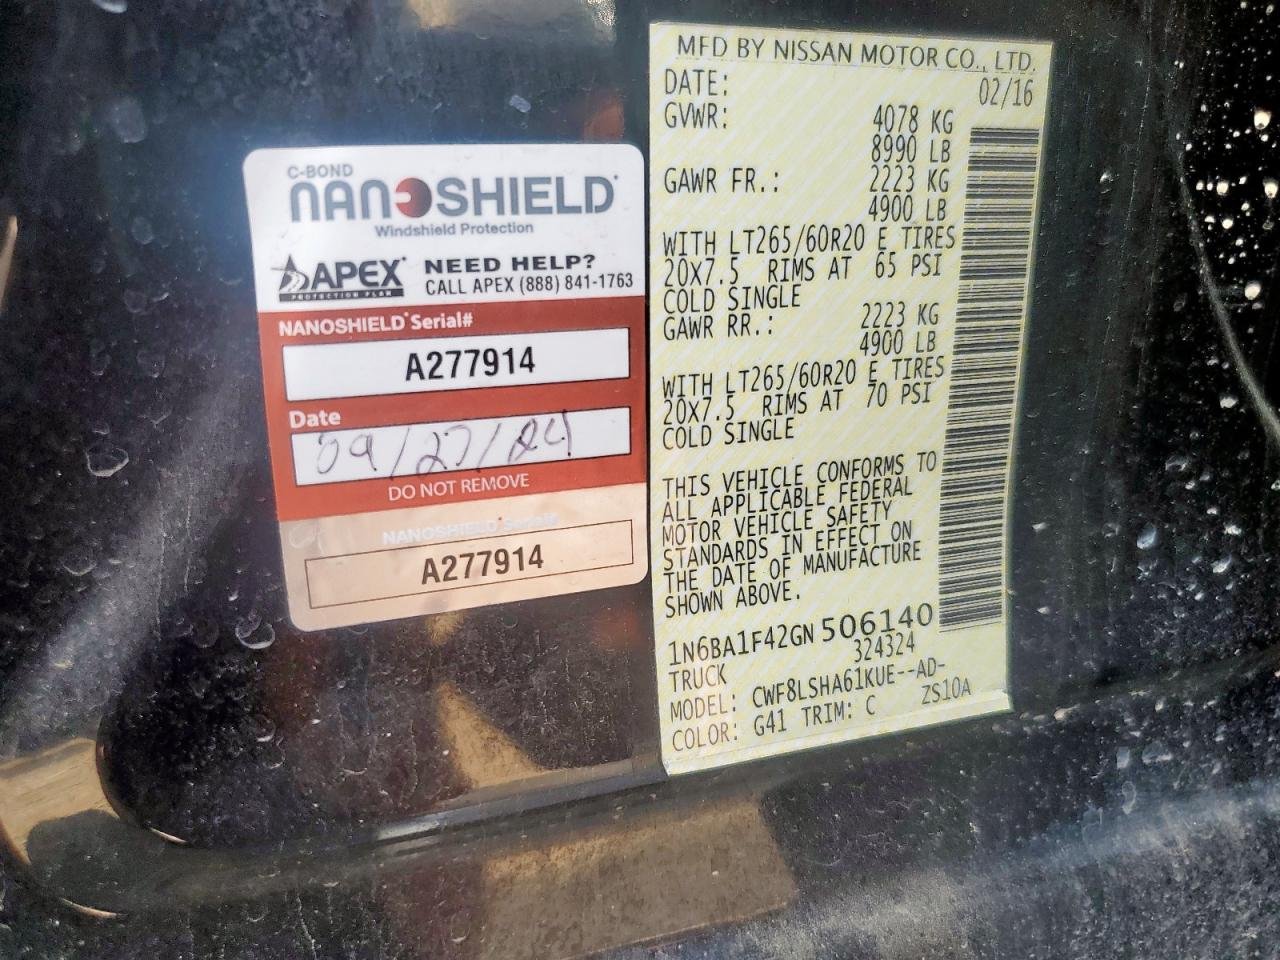 C-BOND
NANOSHIELD
Windshield Protection
APEX
PROTECTION PLAN
NEED HELP?
CALL APEX (888) 841-1763
NANOSHIELD Serial#
A277914
Date
09/27/24
DO NOT REMOVE
NANOSHIELD Serial#
A277914
MFD BY NISSAN MOTOR CO., LTD.
DATE: 02/16
GVWR: 4078 KG
8990 LB
GAWR FR.: 2223 KG
4900 LB
WITH LT265/60R20 E TIRES
20X7.5 RIMS AT 65 PSI
COLD SINGLE
GAWR RR.: 2223 KG
4900 LB
WITH LT265/60R20 E TIRES
20X7.5 RIMS AT 70 PSI
COLD SINGLE
THIS VEHICLE CONFORMS TO
ALL APPLICABLE FEDERAL
MOTOR VEHICLE SAFETY
STANDARDS IN EFFECT ON
THE DATE OF MANUFACTURE
SHOWN ABOVE.
1N6BA1F42GN506140
TRUCK 324324
MODEL: CWF8LSHA61KUE--AD-
COLOR: G41 TRIM: C ZS10A